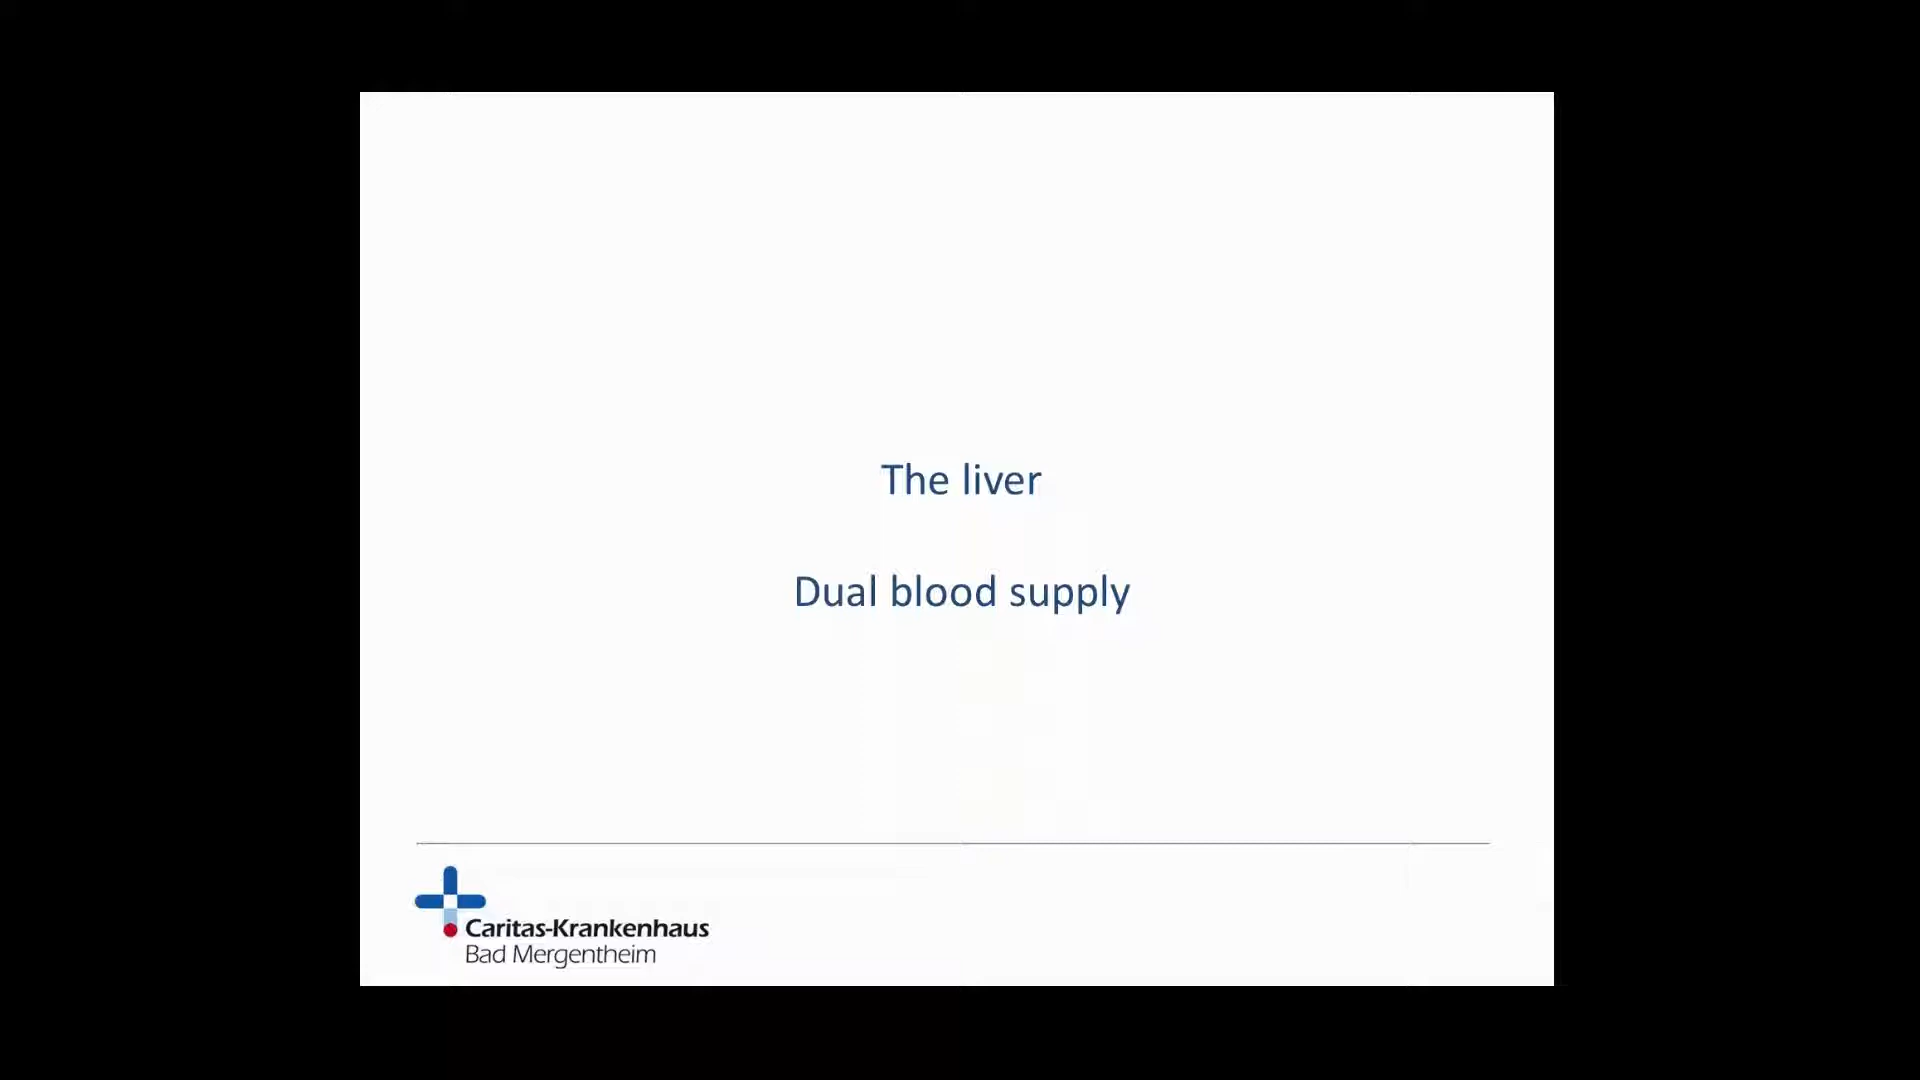 The liver
Dual blood supply
Caritas-Krankenhaus
Bad Mergentheim